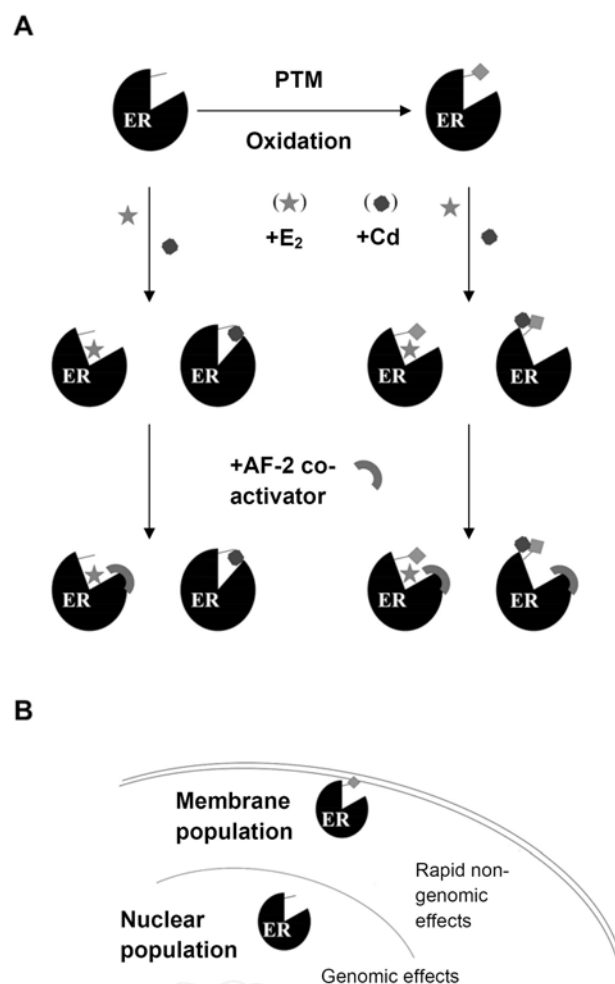 A
PTM
ER
ER
Oxidation
( )
( )
+E₂
+Cd
ER
ER
ER
ER
+AF-2 co-
activator
ER
ER
ER
ER
B
Membrane
population
ER
Rapid non-
genomic
effects
Nuclear
population
ER
Genomic effects